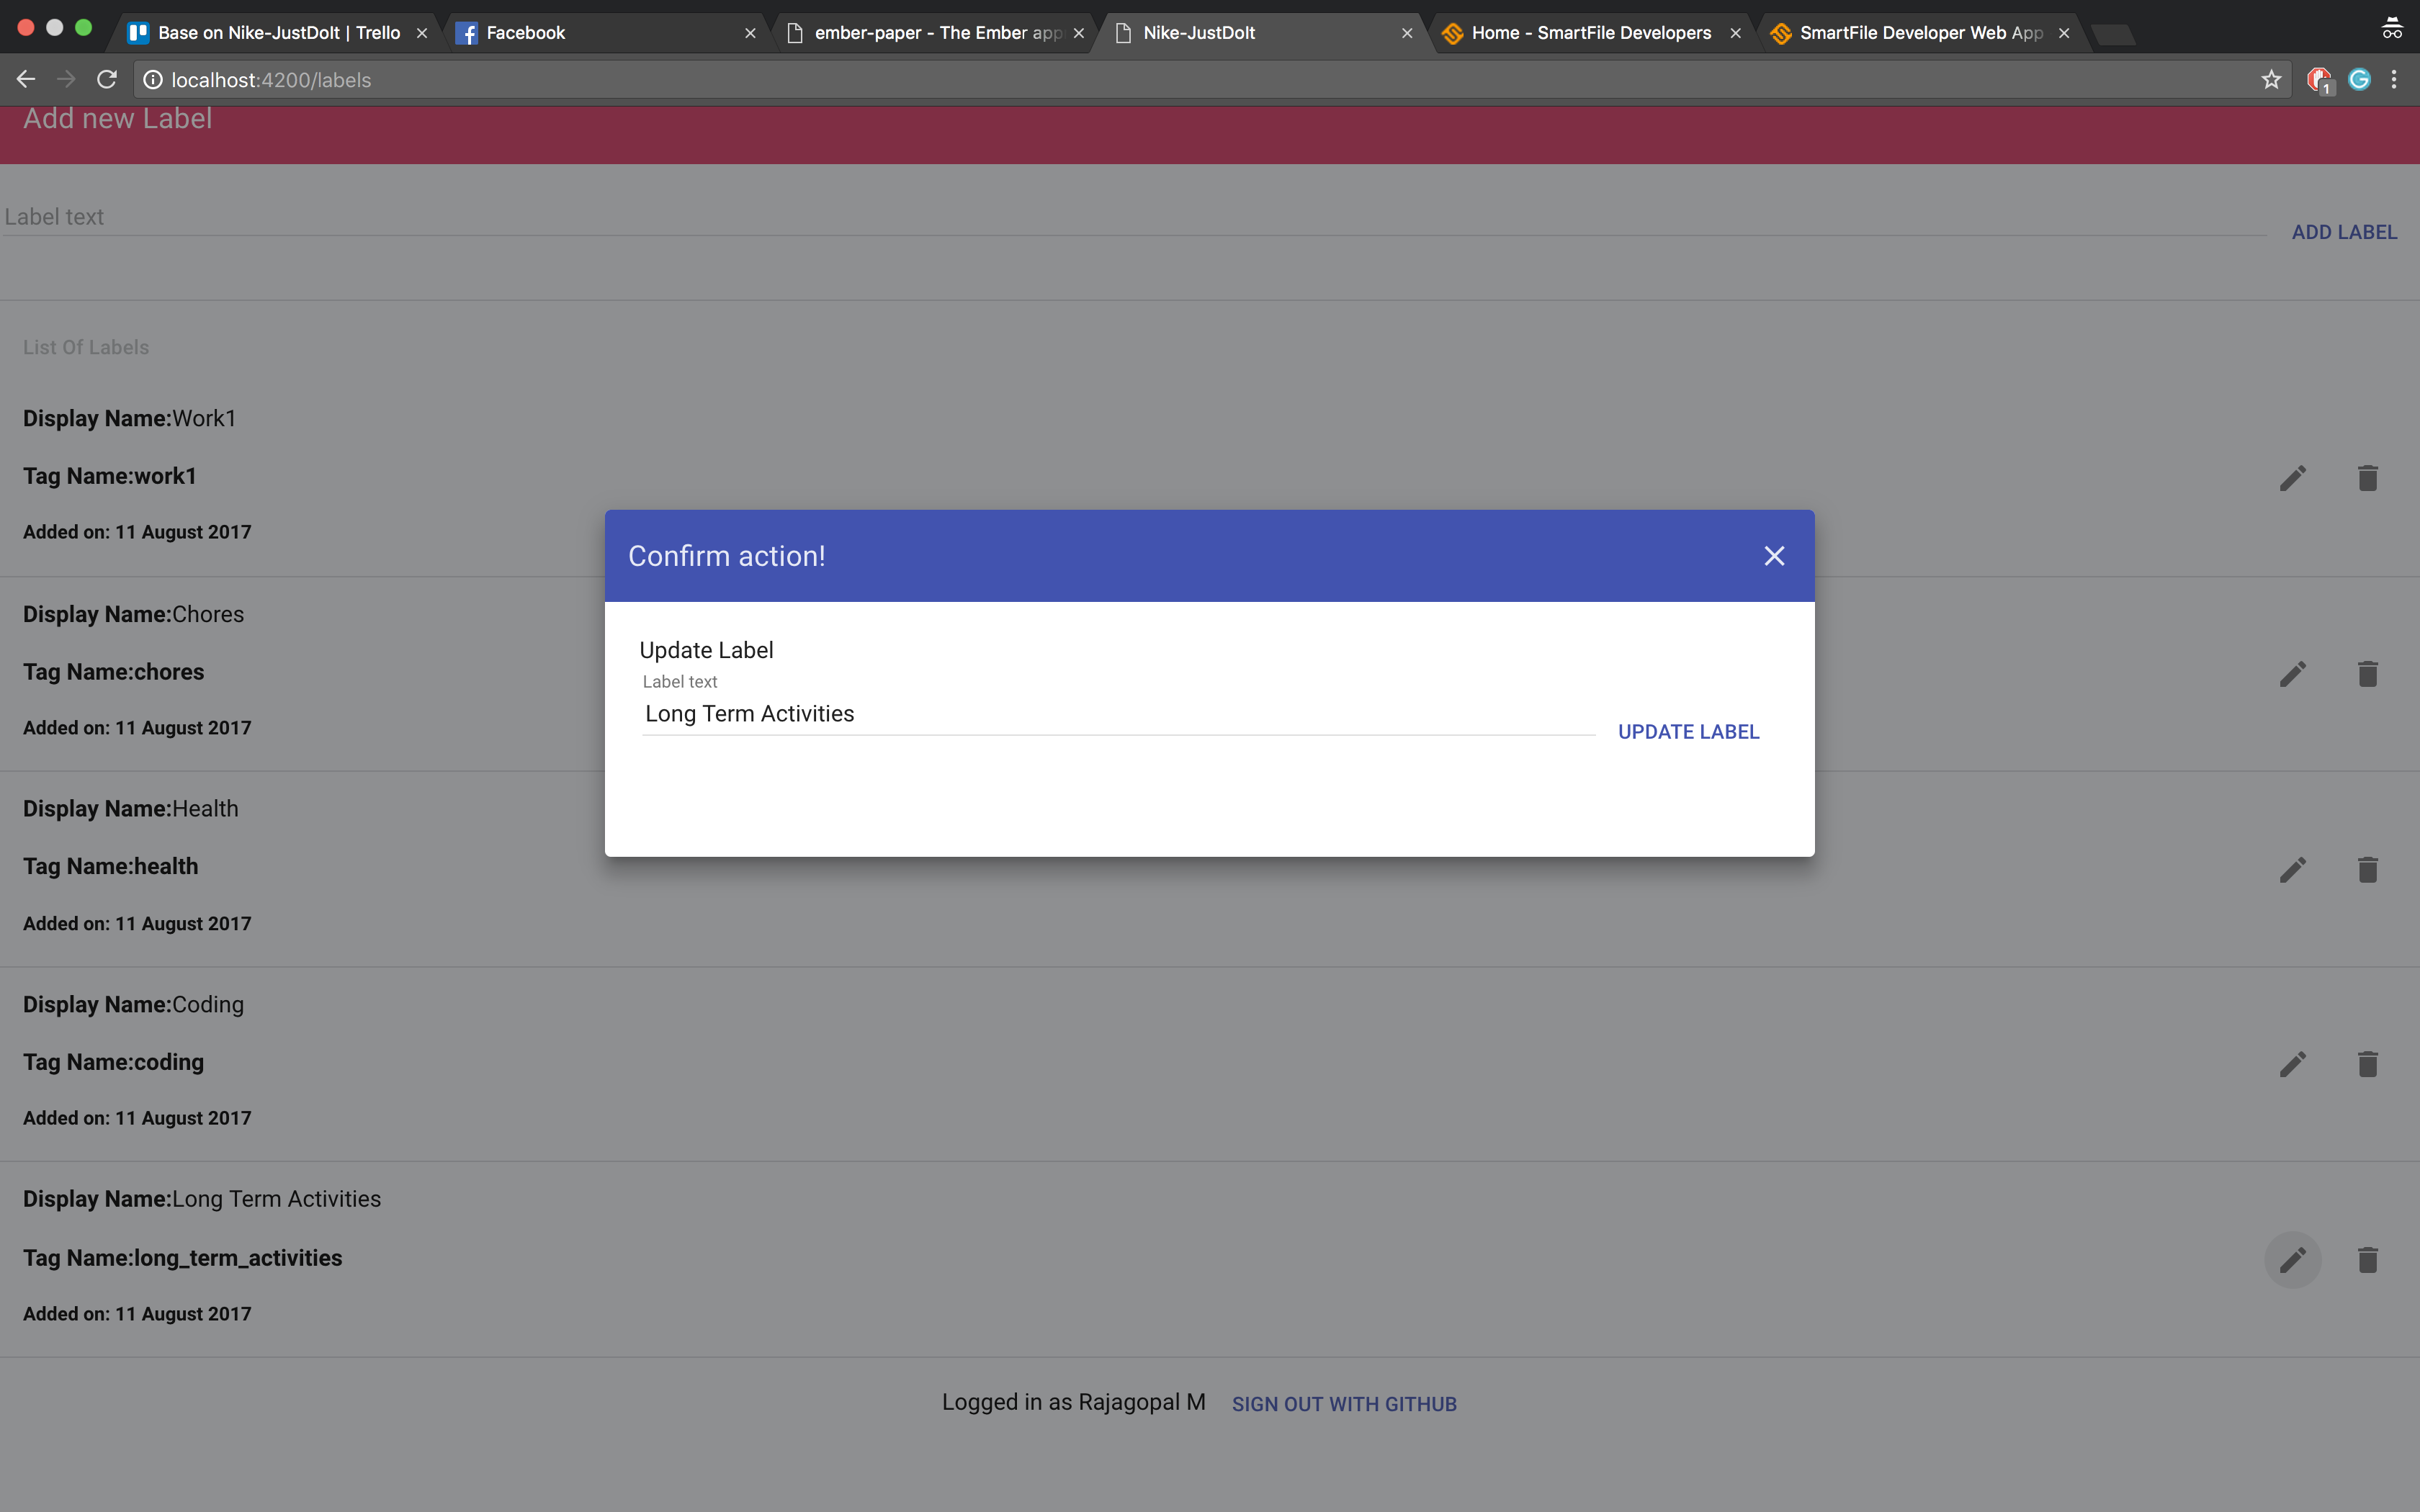 Base on Nike-JustDoIt | Trello
Facebook
ember-paper - The Ember app
Nike-JustDoIt
Home - SmartFile Developers
SmartFile Developer Web App
localhost:4200/labels
1
Add new Label
Label text
ADD LABEL
List Of Labels
Display Name:Work1
Tag Name:work1
Added on: 11 August 2017
Display Name:Chores
Tag Name:chores
Added on: 11 August 2017
Display Name:Health
Tag Name:health
Added on: 11 August 2017
Display Name:Coding
Tag Name:coding
Added on: 11 August 2017
Display Name:Long Term Activities
Tag Name:long_term_activities
Added on: 11 August 2017
Confirm action!
Update Label
Label text
Long Term Activities
UPDATE LABEL
Logged in as Rajagopal M SIGN OUT WITH GITHUB